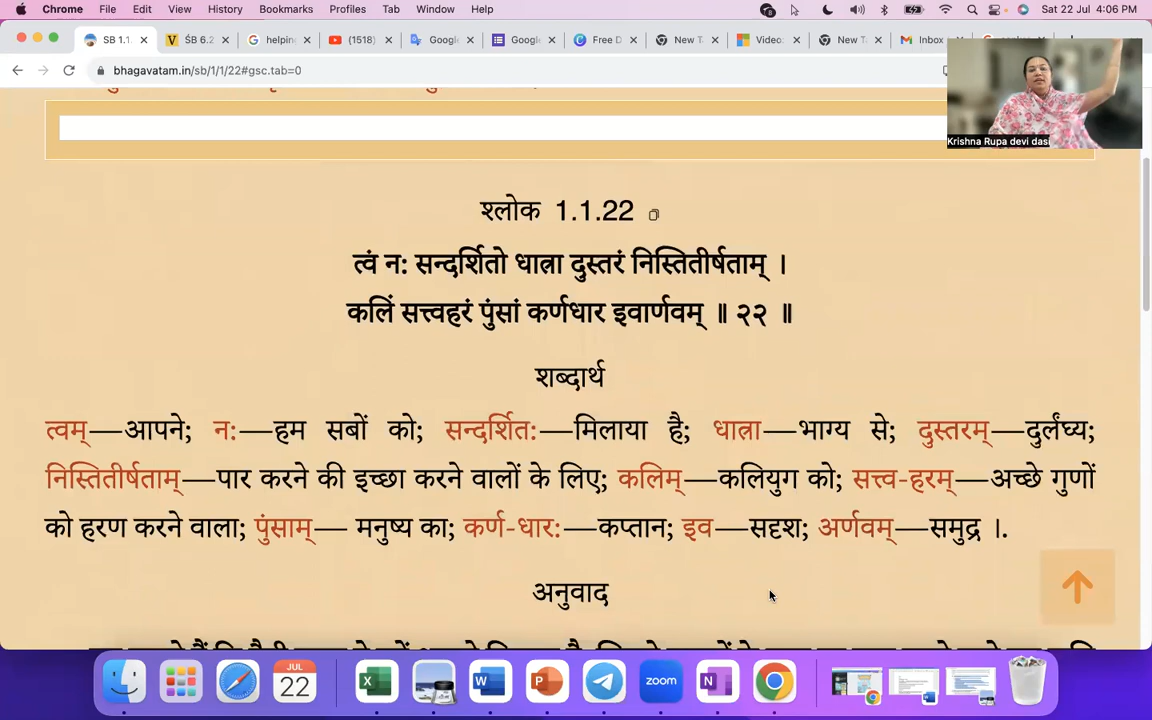 Chrome File Edit View History Bookmarks Profiles Tab Window Help Sat 22 Jul 4:06 PM
SB 1.1. ŚB 6.2 helpin (1518) Googl Google Free D New T Video: New T Inbox
bhagavatam.in/sb/1/1/22#gsc.tab=0
Krishna Rupa devi dasi
श्लोक 1.1.22
त्वं न: सन्दर्शितो धात्रा दुस्तरं निस्तितीर्षताम् ।
कलिं सत्त्वहरं पुंसां कर्णधार इवार्णवम् ॥ २२ ॥
शब्दार्थ
त्वम्—आपने; न:—हम सबों को; सन्दर्शित:—मिलाया है; धात्रा—भाग्य से; दुस्तरम्—दुर्लंघ्य;
निस्तितीर्षताम्—पार करने की इच्छा करने वालों के लिए; कलिम्—कलियुग को; सत्त्व-हरम्—अच्छे गुणों
को हरण करने वाला; पुंसाम्— मनुष्य का; कर्ण-धार:—कप्तान; इव—सदृश; अर्णवम्—समुद्र ।.
अनुवाद
JUL
22
zoom